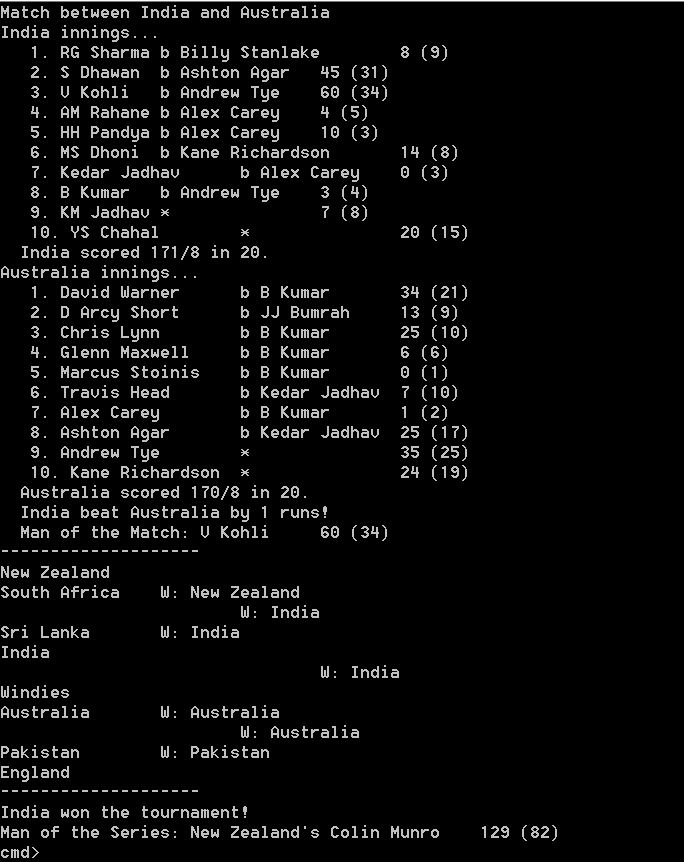 Match between India and Australia
India innings...
1. RG Sharma b Billy Stanlake 8 (9)
2. S Dhawan b Ashton Agar 45 (31)
3. V Kohli b Andrew Tye 60 (34)
4. AM Rahane b Alex Carey 4 (5)
5. HH Pandya b Alex Carey 10 (3)
6. MS Dhoni b Kane Richardson 14 (8)
7. Kedar Jadhav b Alex Carey 0 (3)
8. B Kumar b Andrew Tye 3 (4)
9. KM Jadhav * 7 (8)
10. YS Chahal * 20 (15)
India scored 171/8 in 20.
Australia innings...
1. David Warner b B Kumar 34 (21)
2. D Arcy Short b JJ Bumrah 13 (9)
3. Chris Lynn b B Kumar 25 (10)
4. Glenn Maxwell b B Kumar 6 (6)
5. Marcus Stoinis b B Kumar 0 (1)
6. Travis Head b Kedar Jadhav 7 (10)
7. Alex Carey b B Kumar 1 (2)
8. Ashton Agar b Kedar Jadhav 25 (17)
9. Andrew Tye * 35 (25)
10. Kane Richardson * 24 (19)
Australia scored 170/8 in 20.
India beat Australia by 1 runs!
Man of the Match: V Kohli 60 (34)
--------------------
New Zealand
South Africa W: New Zealand
W: India
Sri Lanka W: India
India
W: India
Windies
Australia W: Australia
W: Australia
Pakistan W: Pakistan
England
--------------------
India won the tournament!
Man of the Series: New Zealand's Colin Munro 129 (82)
cmd>